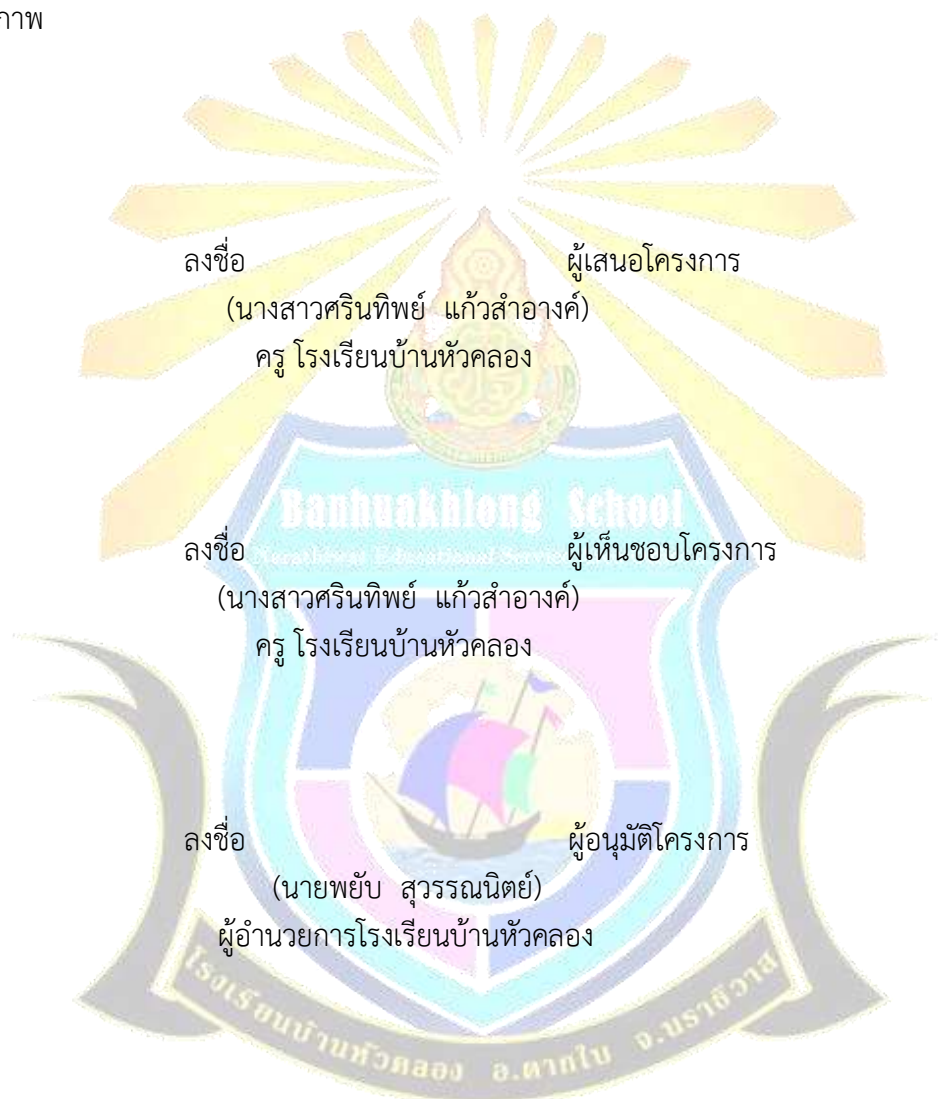 ภาพ
ลงชื่อ ผู้เสนอโครงการ
(นางสาวศรินทิพย์ แก้วสำอางค์)
ครู โรงเรียนบ้านหัวคลอง
Banhuakhlong School
ลงชื่อ ผู้เห็นชอบโครงการ
(นางสาวศรินทิพย์ แก้วสำอางค์)
ครู โรงเรียนบ้านหัวคลอง
ลงชื่อ ผู้อนุมัติโครงการ
(นายพยับ สุวรรณนิตย์)
ผู้อำนวยการโรงเรียนบ้านหัวคลอง
โรงเรียนบ้านหัวคลอง อ.ตากใบ จ.นราธิวาส